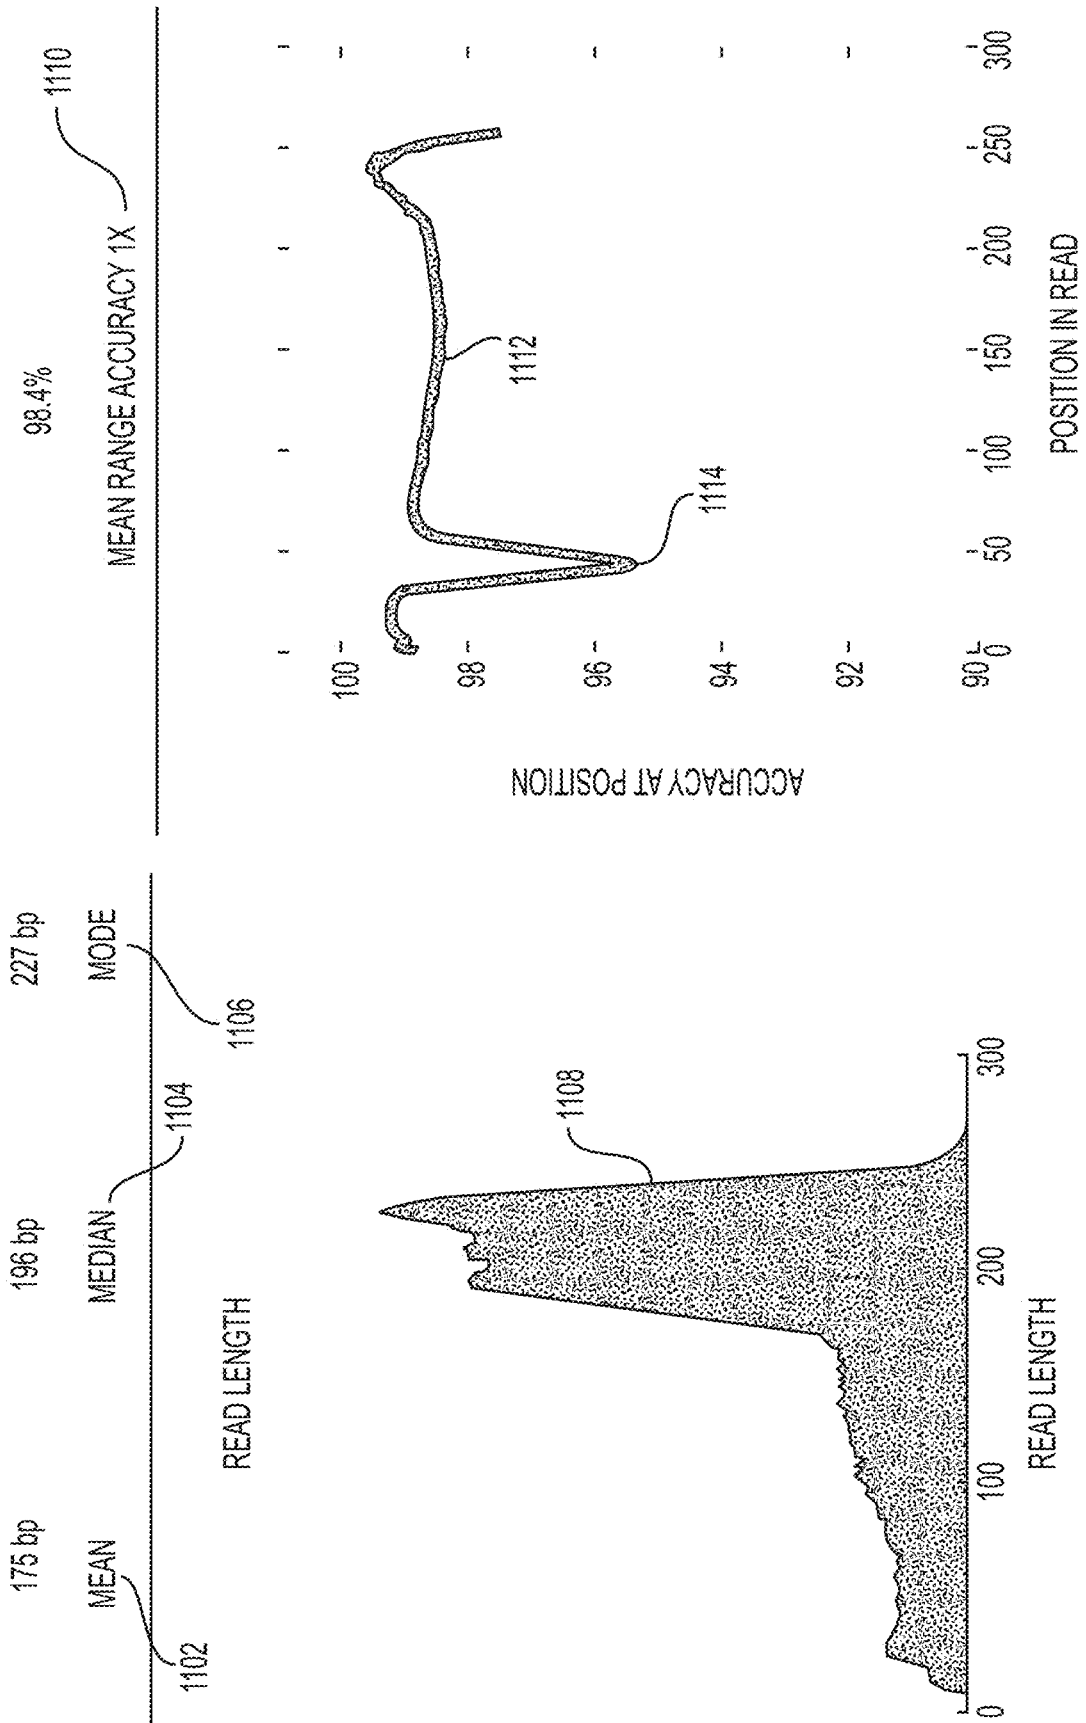 175 bp
196 bp
227 bp
MEAN
MEDIAN
MODE
1102
1104
1106
READ LENGTH
1108
0
100
200
300
READ LENGTH
98.4%
MEAN RANGE ACCURACY 1X
1110
ACCURACY AT POSITION
100
98
96
94
92
90
1112
1114
0
50
100
150
200
250
300
POSITION IN READ